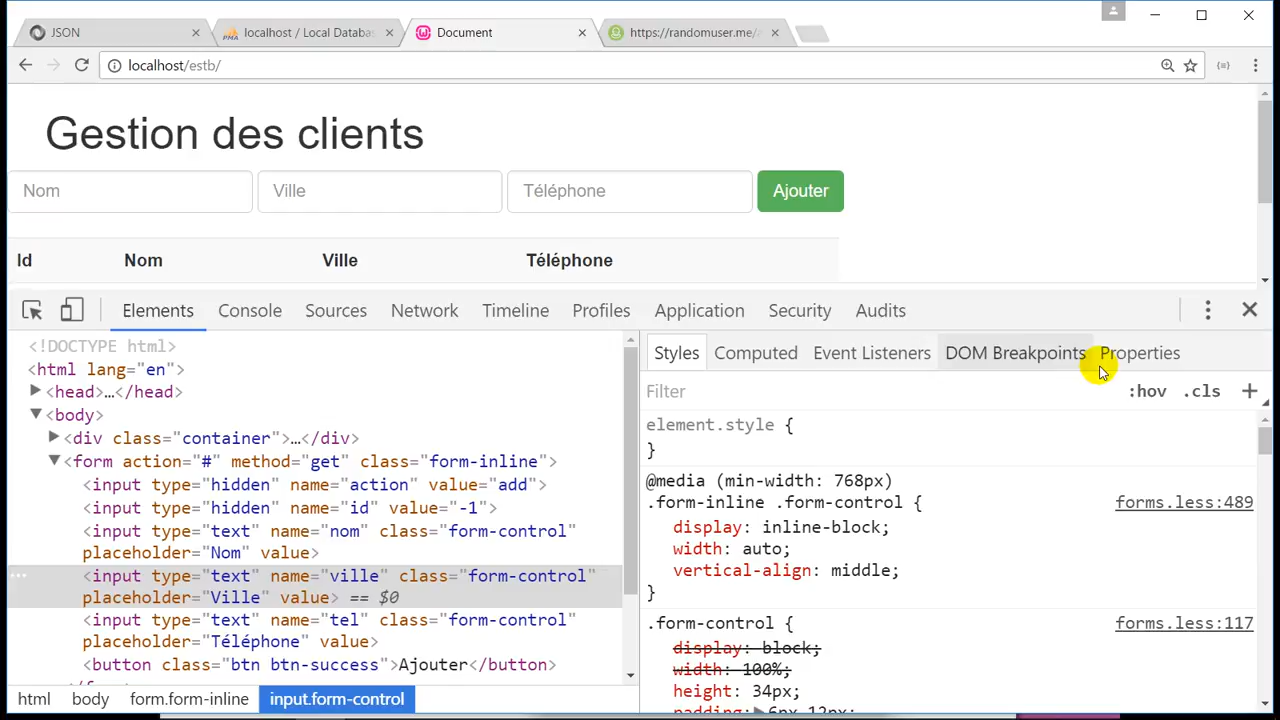 JSON
localhost / Local Databa
Document
https://randomuser.me/
localhost/estb/
Gestion des clients
Nom Ville Téléphone Ajouter
Id Nom Ville Téléphone
Elements Console Sources Network Timeline Profiles Application Security Audits
<!DOCTYPE html>
<html lang="en">
<head>…</head>
<body>
<div class="container">…</div>
<form action="#" method="get" class="form-inline">
<input type="hidden" name="action" value="add">
<input type="hidden" name="id" value="-1">
<input type="text" name="nom" class="form-control"
placeholder="Nom" value>
<input type="text" name="ville" class="form-control"
placeholder="Ville" value> == $0
<input type="text" name="tel" class="form-control"
placeholder="Téléphone" value>
<button class="btn btn-success">Ajouter</button>
html body form.form-inline input.form-control
Styles Computed Event Listeners DOM Breakpoints Properties
Filter :hov .cls +
element.style {
}
@media (min-width: 768px)
.form-inline .form-control { forms.less:489
display: inline-block;
width: auto;
vertical-align: middle;
}
.form-control { forms.less:117
display: block;
width: 100%;
height: 34px;
padding: 6px 12px;